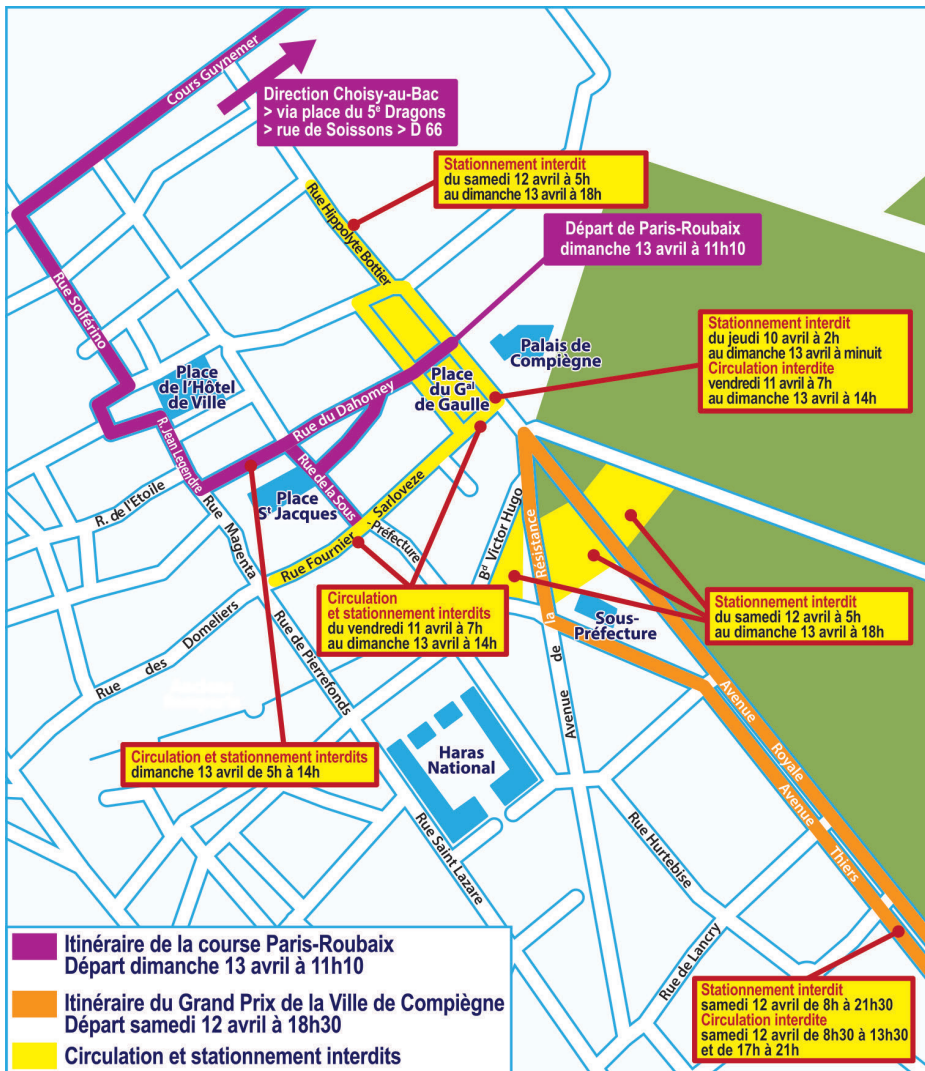 Cours Guynemer
Direction Choisy-au-Bac
> via place du 5e Dragons
> rue de Soissons > D 66
Stationnement interdit
du samedi 12 avril à 5h
au dimanche 13 avril à 18h
Rue Hippolyte Bottier
Départ de Paris-Roubaix
dimanche 13 avril à 11h10
Rue Solférino
Stationnement interdit
du jeudi 10 avril à 2h
au dimanche 13 avril à minuit
Circulation interdite
vendredi 11 avril à 7h
au dimanche 13 avril à 14h
Palais de
Compiègne
Place
de l'Hôtel
de Ville
Place
du Gal
de Gaulle
Rue du Dahomey
R. Jean Legendre
Rue de la Sous
-Préfecture
R. de l'Etoile
Place
St Jacques
Rue Magenta
Rue Fournier - Sarloveze
Bd Victor Hugo
Avenue de la Résistance
Circulation
et stationnement interdits
du vendredi 11 avril à 7h
au dimanche 13 avril à 14h
Sous-
Préfecture
Stationnement interdit
du samedi 12 avril à 5h
au dimanche 13 avril à 18h
Rue des Domeliers
Rue de Pierrefonds
Avenue Royale
Avenue Thiers
Circulation et stationnement interdits
dimanche 13 avril de 5h à 14h
Haras
National
Rue Saint Lazare
Rue Hurtebise
Rue de Lancry
Itinéraire de la course Paris-Roubaix
Départ dimanche 13 avril à 11h10
Itinéraire du Grand Prix de la Ville de Compiègne
Départ samedi 12 avril à 18h30
Circulation et stationnement interdits
Stationnement interdit
samedi 12 avril de 8h à 21h30
Circulation interdite
samedi 12 avril de 8h30 à 13h30
et de 17h à 21h